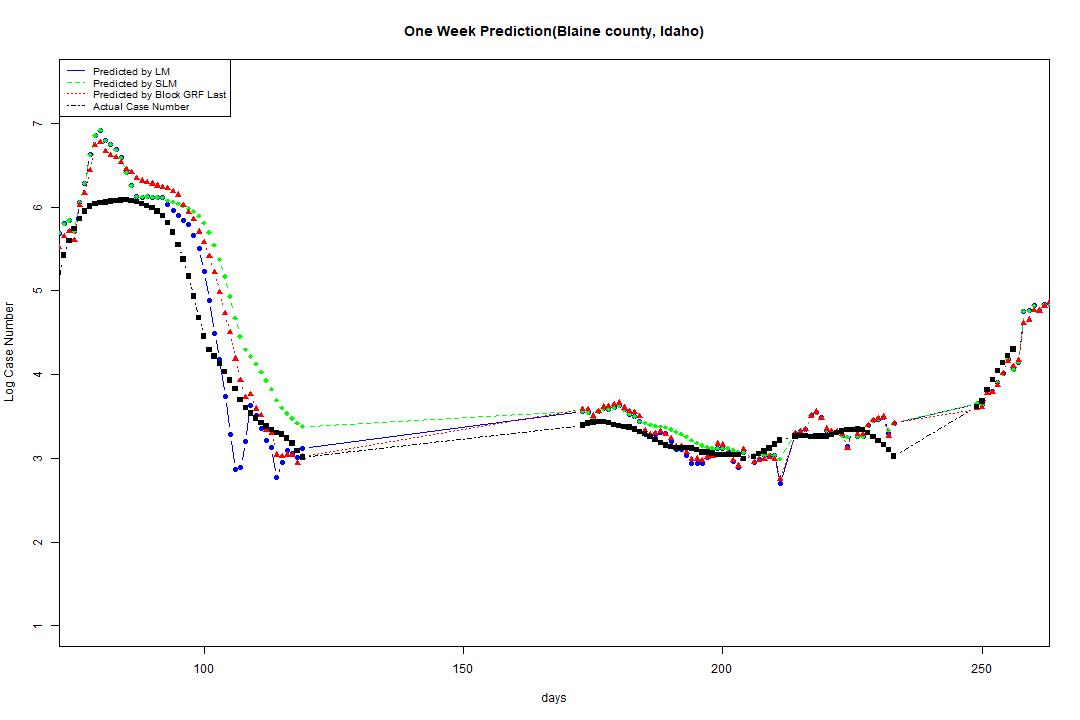 One Week Prediction(Blaine county, Idaho)
Predicted by LM
Predicted by SLM
Predicted by Block GRF Last
Actual Case Number
7
6
5
4
3
2
1
Log Case Number
100 150 200 250
days